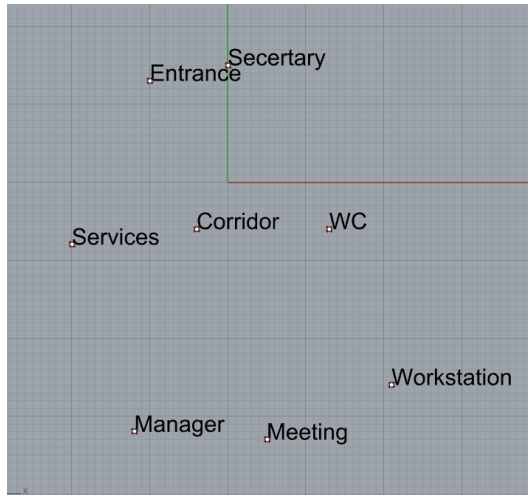 Secertary
Entrance
Corridor
WC
Services
Workstation
Manager
Meeting
x